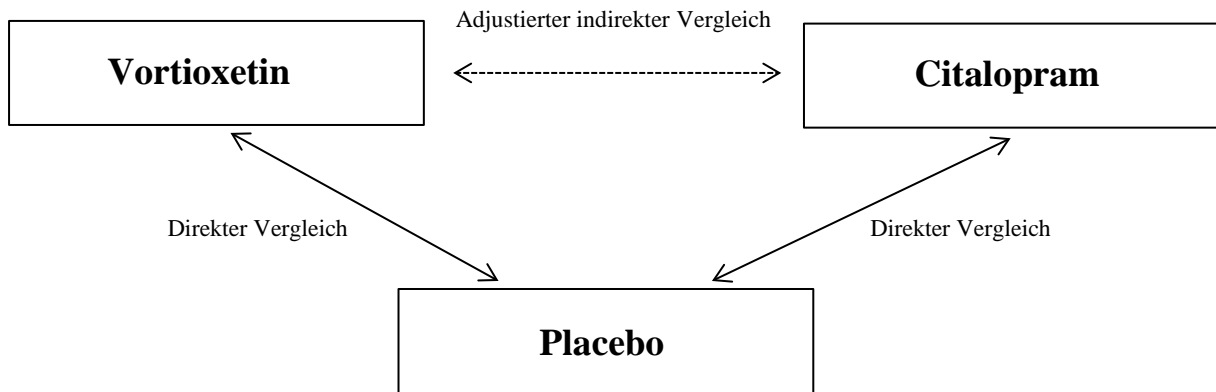 Adjustierter indirekter Vergleich
Vortioxetin
Citalopram
Direkter Vergleich
Direkter Vergleich
Placebo